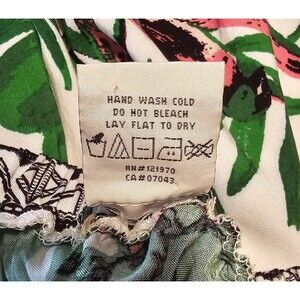 HAND WASH COLD
DO NOT BLEACH
LAY FLAT TO DRY
RN#121970
CA#07043